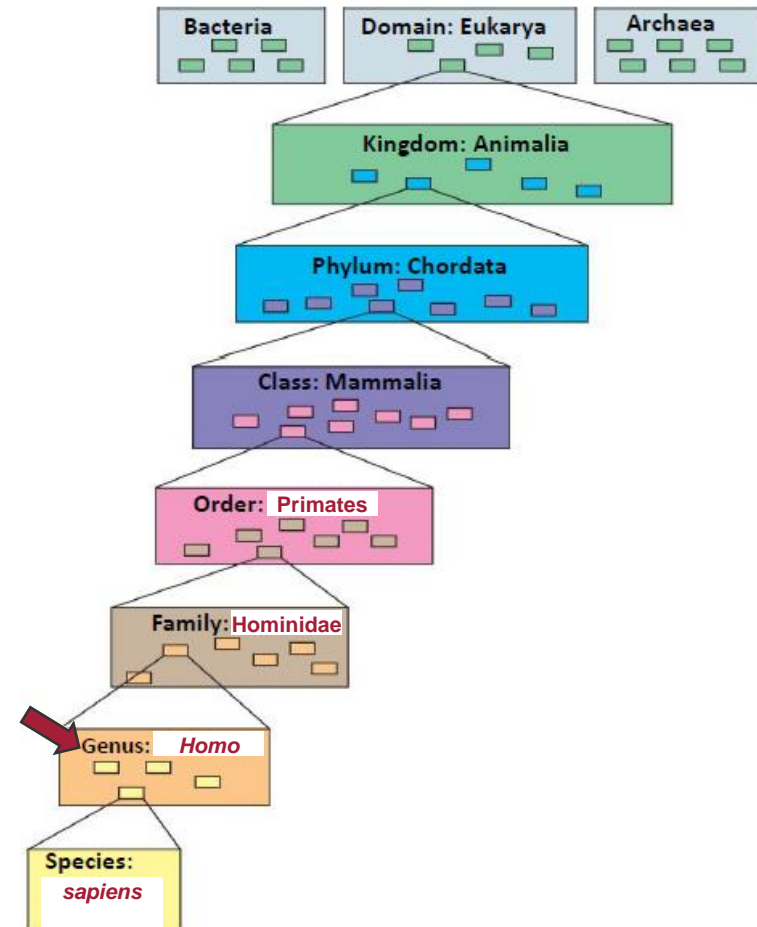 Bacteria
Domain: Eukarya
Archaea
Kingdom: Animalia
Phylum: Chordata
Class: Mammalia
Order: Primates
Family: Hominidae
Genus: Homo
Species:
sapiens